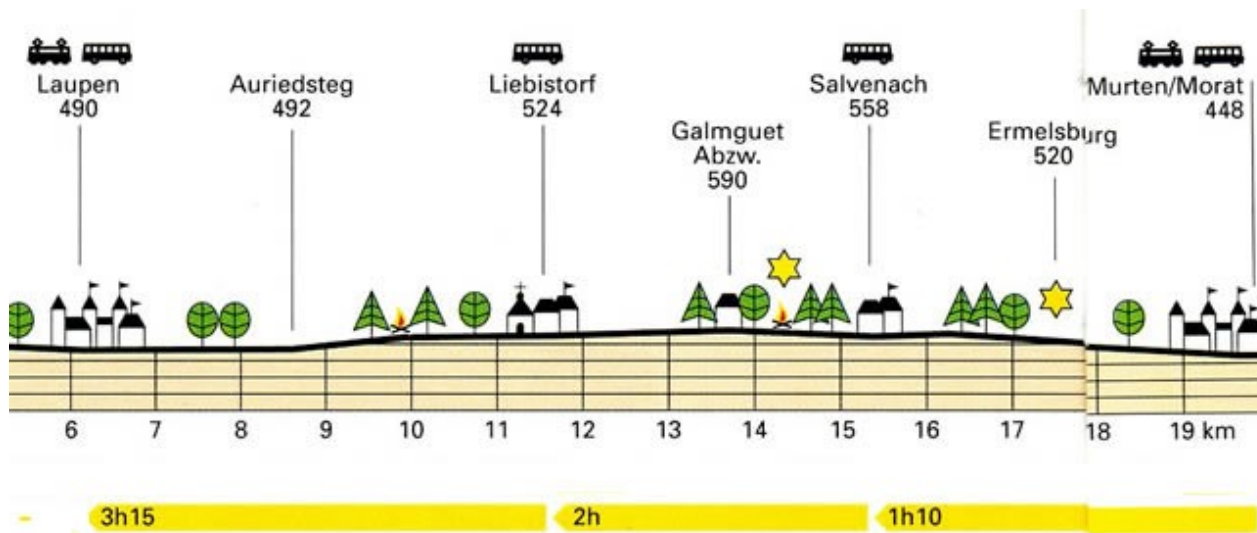 Laupen
490
Auriedsteg
492
Liebistorf
524
Galmguet
Abzw.
590
Salvenach
558
Ermelsburg
520
Murten/Morat
448
6 7 8 9 10 11 12 13 14 15 16 17 18 19 km
3h15 2h 1h10